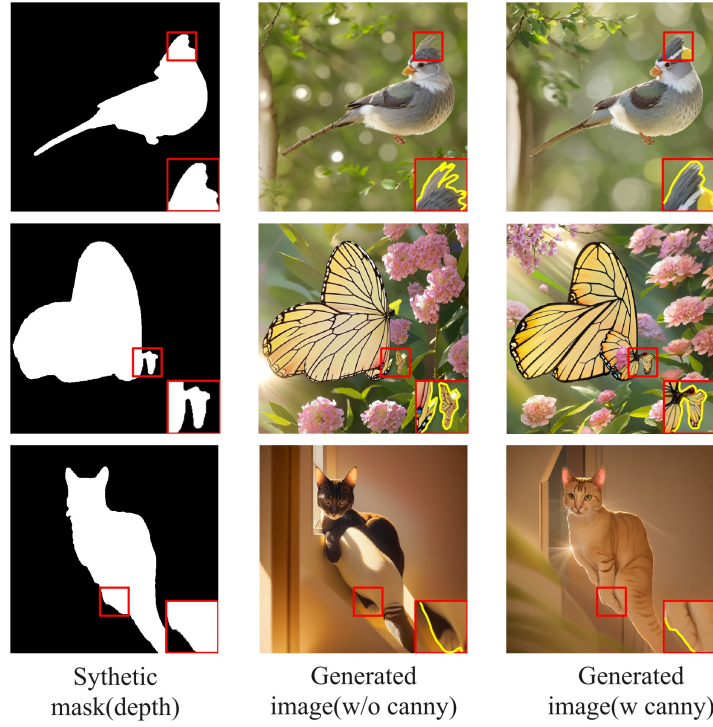 Sythetic
mask(depth)
Generated
image(w/o canny)
Generated
image(w canny)